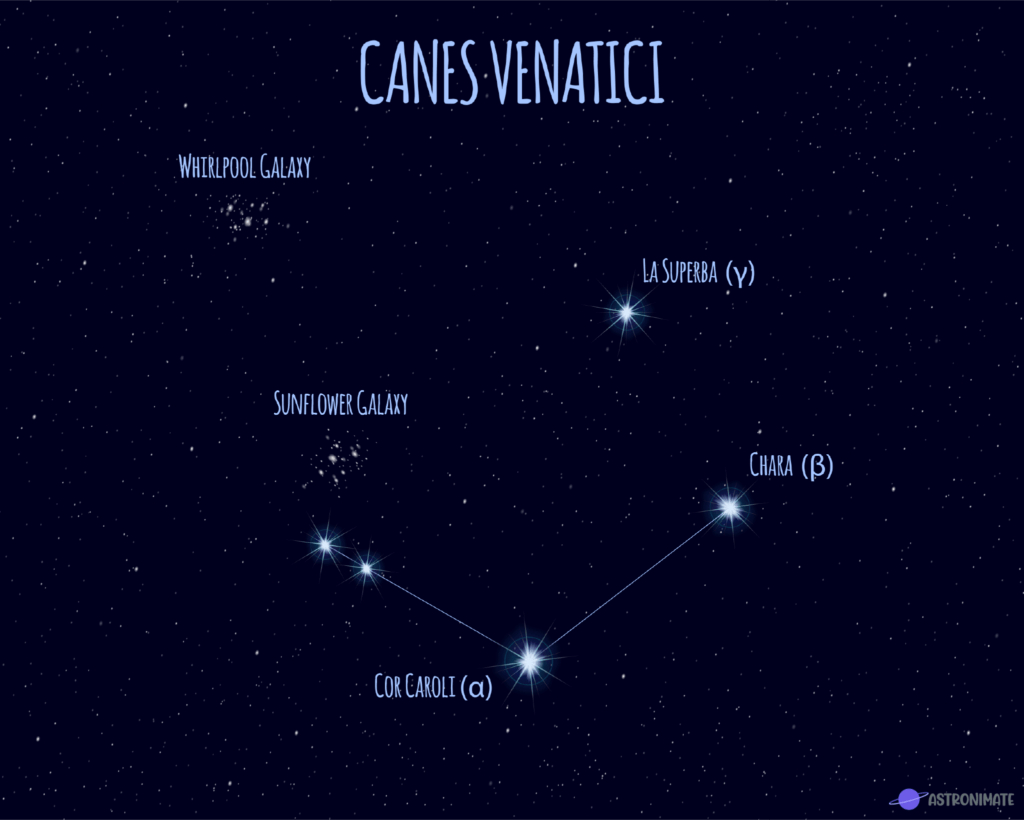 CANES VENATICI
WHIRLPOOL GALAXY
LA SUPERBA (γ)
SUNFLOWER GALAXY
CHARA (β)
COR CAROLI (α)
ASTRONIMATE